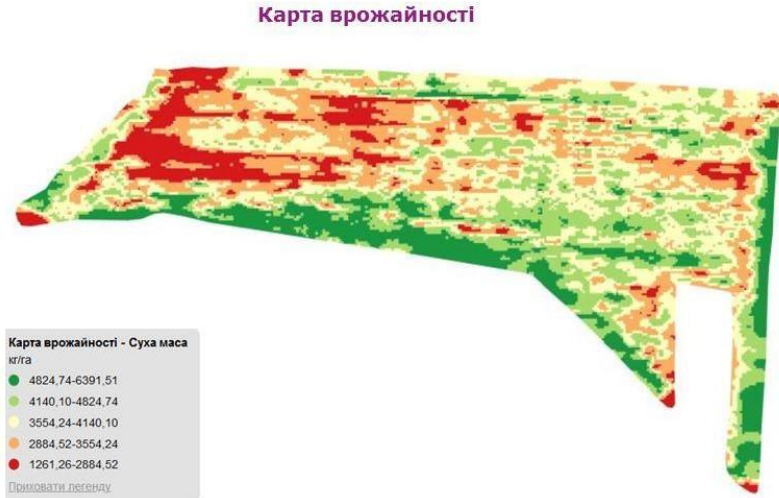 Карта врожайності
Карта врожайності - Суха маса
кг/га
4824,74-6391,51
4140,10-4824,74
3554,24-4140,10
2884,52-3554,24
1261,26-2884,52
Приховати легенду